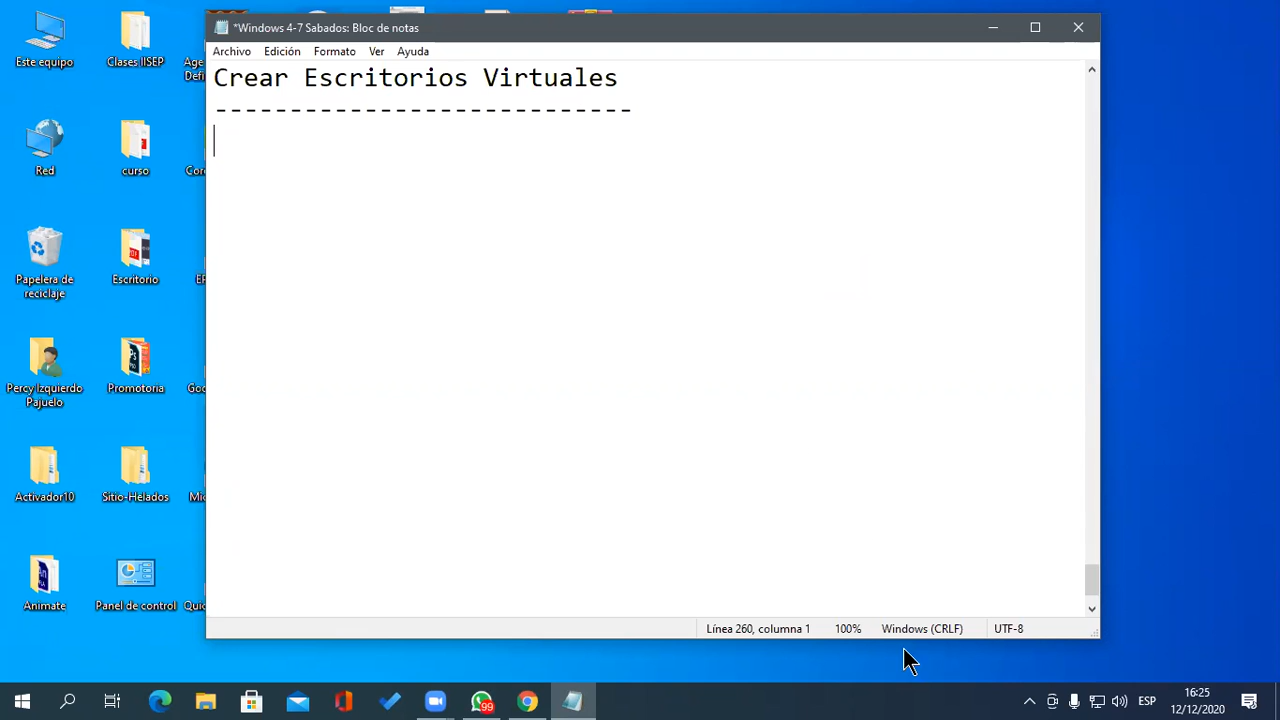 *Windows 4-7 Sabados: Bloc de notas
Archivo Edición Formato Ver Ayuda
Crear Escritorios Virtuales
----------------------------
Este equipo
Clases IISEP
Red
curso
Papelera de
reciclaje
Escritorio
Percy Izquierdo
Pajuelo
Promotoria
Activador10
Sitio-Helados
Animate
Panel de control
Línea 260, columna 1 100% Windows (CRLF) UTF-8
99
ESP
16:25
12/12/2020